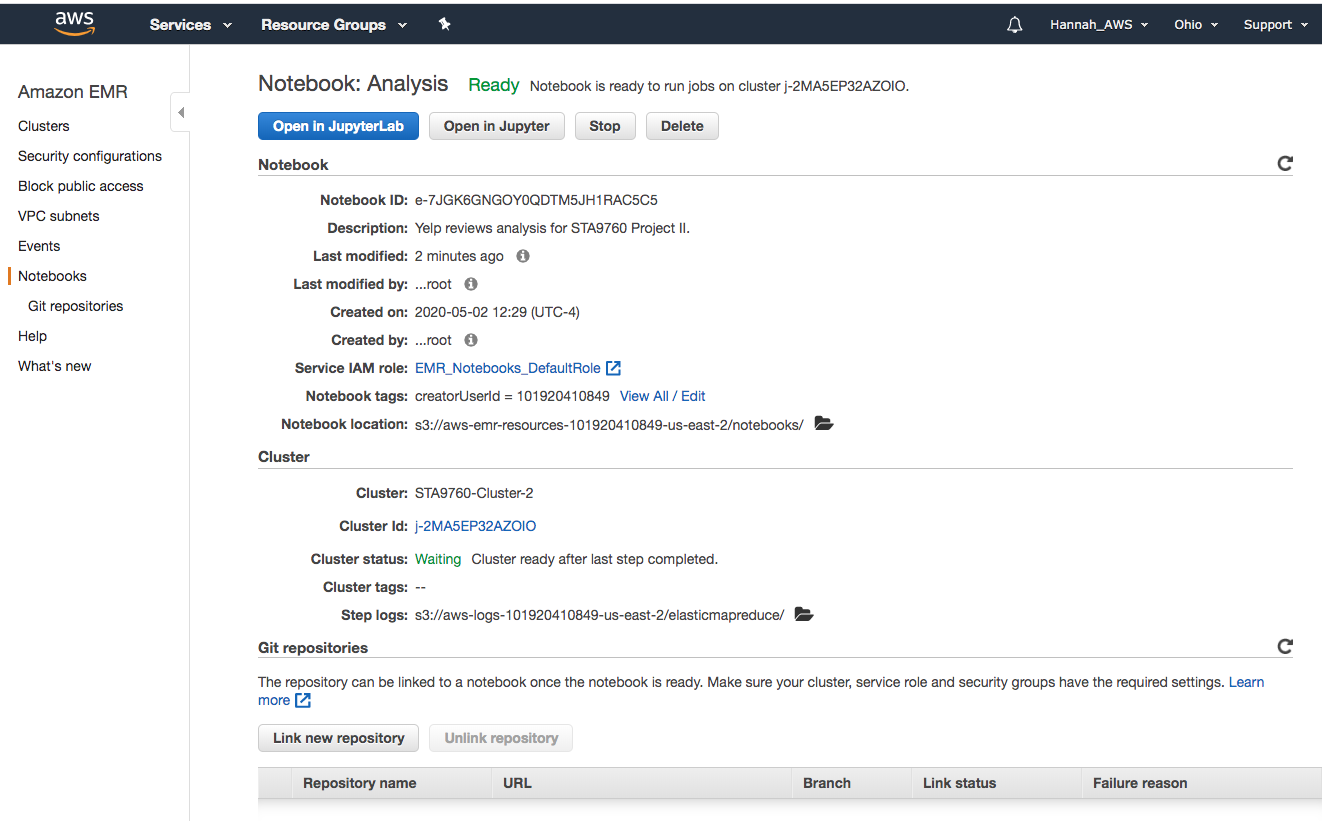 aws Services Resource Groups Hannah_AWS Ohio Support
Amazon EMR
Clusters
Security configurations
Block public access
VPC subnets
Events
Notebooks
Git repositories
Help
What's new
Notebook: Analysis Ready Notebook is ready to run jobs on cluster j-2MA5EP32AZOIO.
Open in JupyterLab Open in Jupyter Stop Delete
Notebook
Notebook ID: e-7JGK6GNGOY0QDTM5JH1RAC5C5
Description: Yelp reviews analysis for STA9760 Project II.
Last modified: 2 minutes ago
Last modified by: ...root
Created on: 2020-05-02 12:29 (UTC-4)
Created by: ...root
Service IAM role: EMR_Notebooks_DefaultRole
Notebook tags: creatorUserId = 101920410849 View All / Edit
Notebook location: s3://aws-emr-resources-101920410849-us-east-2/notebooks/
Cluster
Cluster: STA9760-Cluster-2
Cluster Id: j-2MA5EP32AZOIO
Cluster status: Waiting Cluster ready after last step completed.
Cluster tags: --
Step logs: s3://aws-logs-101920410849-us-east-2/elasticmapreduce/
Git repositories
The repository can be linked to a notebook once the notebook is ready. Make sure your cluster, service role and security groups have the required settings. Learn
more
Link new repository Unlink repository
Repository name URL Branch Link status Failure reason